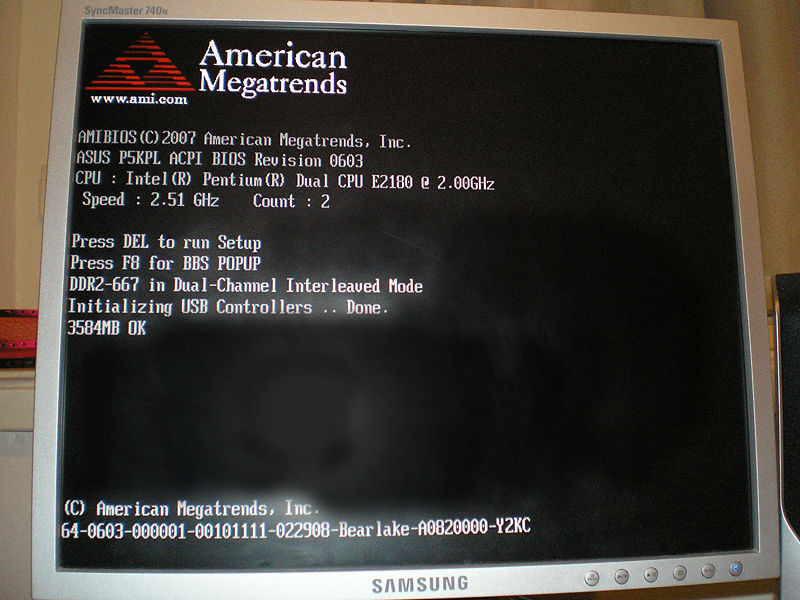 SyncMaster 740N
American
Megatrends
www.ami.com
AMIBIOS(C)2007 American Megatrends, Inc.
ASUS P5KPL ACPI BIOS Revision 0603
CPU : Intel(R) Pentium(R) Dual CPU E2180 @ 2.00GHz
Speed : 2.51 GHz    Count : 2
Press DEL to run Setup
Press F8 for BBS POPUP
DDR2-667 in Dual-Channel Interleaved Mode
Initializing USB Controllers .. Done.
3584MB OK
(C) American Megatrends, Inc.
64-0603-000001-00101111-022908-Bearlake-A0820000-Y2KC
SAMSUNG